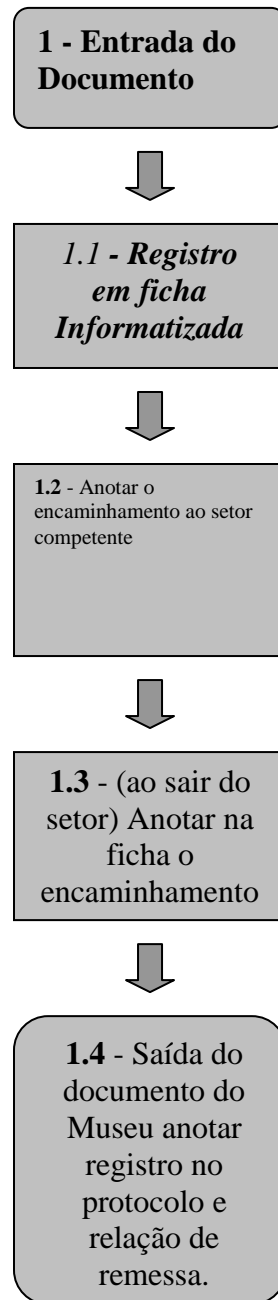 1 - Entrada do
Documento
1.1 - Registro
em ficha
Informatizada
1.2 - Anotar o
encaminhamento ao setor
competente
1.3 - (ao sair do
setor) Anotar na
ficha o
encaminhamento
1.4 - Saída do
documento do
Museu anotar
registro no
protocolo e
relação de
remessa.